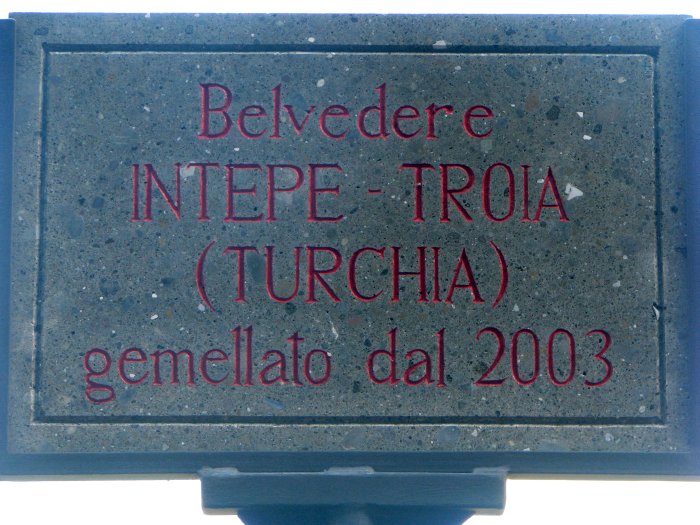 Belvedere
INTEPE - TROIA
(TURCHIA)
gemellato dal 2003